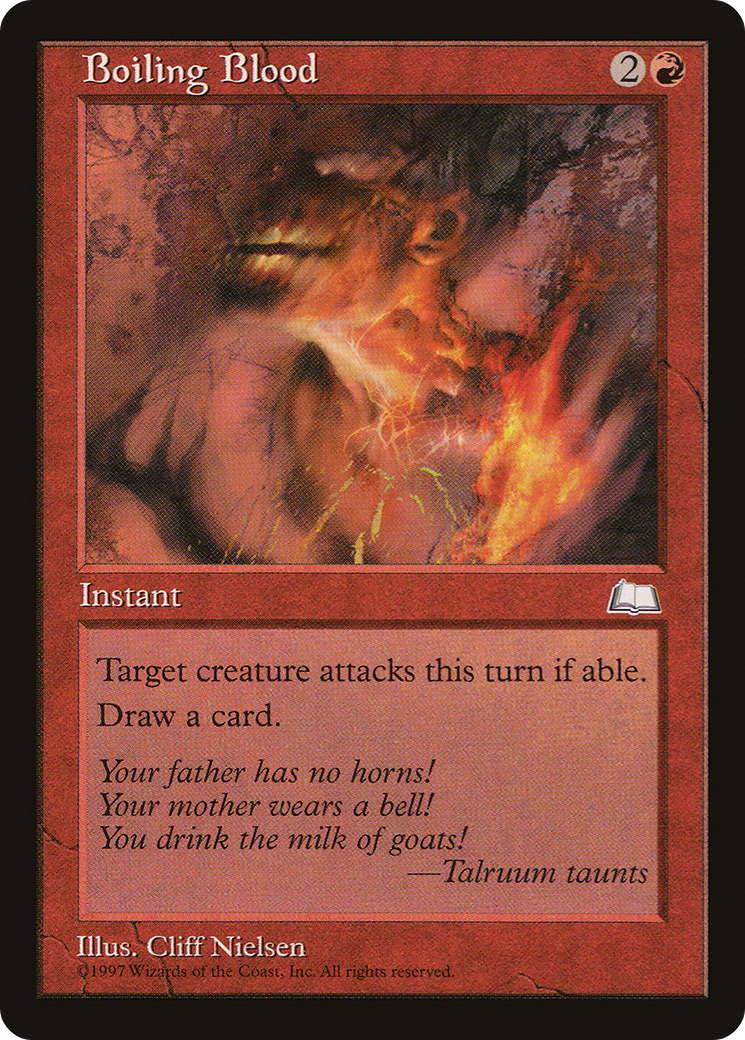 Boiling Blood 2
Instant
Target creature attacks this turn if able.
Draw a card.
Your father has no horns!
Your mother wears a bell!
You drink the milk of goats!
—Talruum taunts
Illus. Cliff Nielsen
©1997 Wizards of the Coast, Inc. All rights reserved.